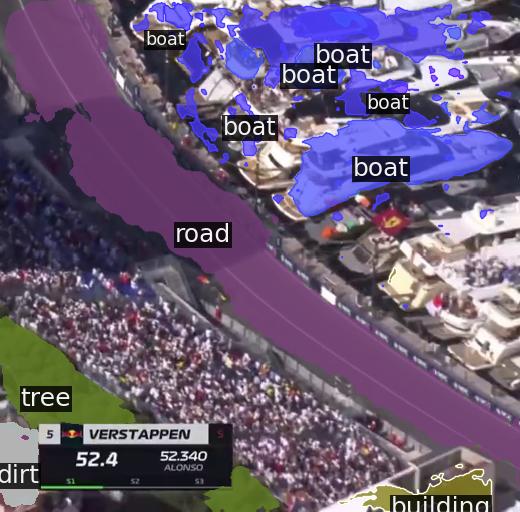 boat
boat
boat
boat
boat
boat
road
tree
5 VERSTAPPEN S
52.4 52.340
ALONSO
S1 S2 S3
dirt
building